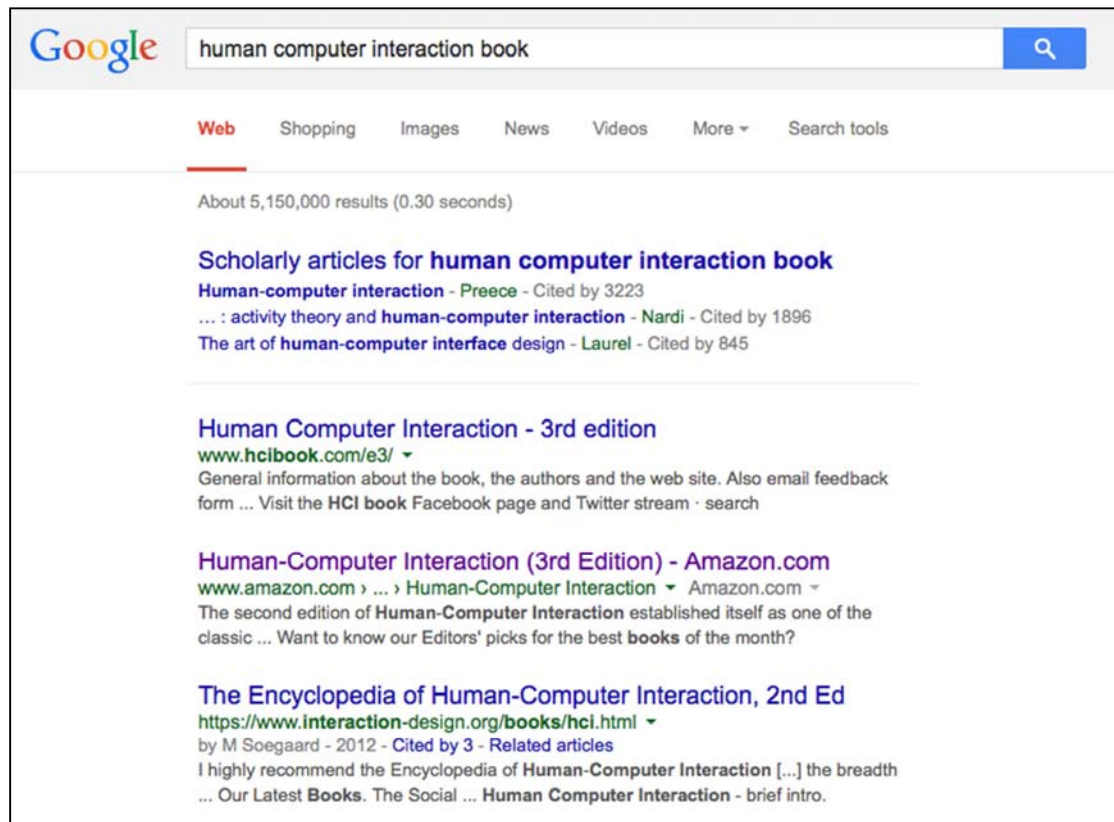 Google human computer interaction book
Web Shopping Images News Videos More Search tools
About 5,150,000 results (0.30 seconds)
Scholarly articles for human computer interaction book
Human-computer interaction - Preece - Cited by 3223
... : activity theory and human-computer interaction - Nardi - Cited by 1896
The art of human-computer interface design - Laurel - Cited by 845
Human Computer Interaction - 3rd edition
www.hcibook.com/e3/
General information about the book, the authors and the web site. Also email feedback
form ... Visit the HCI book Facebook page and Twitter stream · search
Human-Computer Interaction (3rd Edition) - Amazon.com
www.amazon.com › ... › Human-Computer Interaction Amazon.com
The second edition of Human-Computer Interaction established itself as one of the
classic ... Want to know our Editors' picks for the best books of the month?
The Encyclopedia of Human-Computer Interaction, 2nd Ed
https://www.interaction-design.org/books/hci.html
by M Soegaard - 2012 - Cited by 3 - Related articles
I highly recommend the Encyclopedia of Human-Computer Interaction [...] the breadth
... Our Latest Books. The Social ... Human Computer Interaction - brief intro.